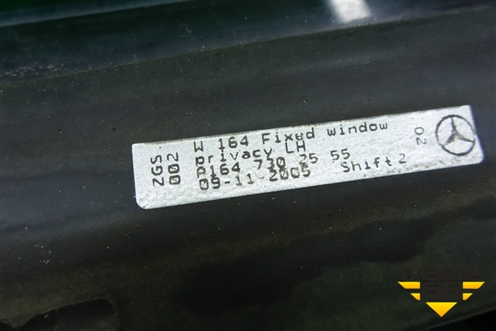 ZGS
002
W 164 Fixed window
privacy LH
A164 730 25 55
09-11-2005 Shift 2
02